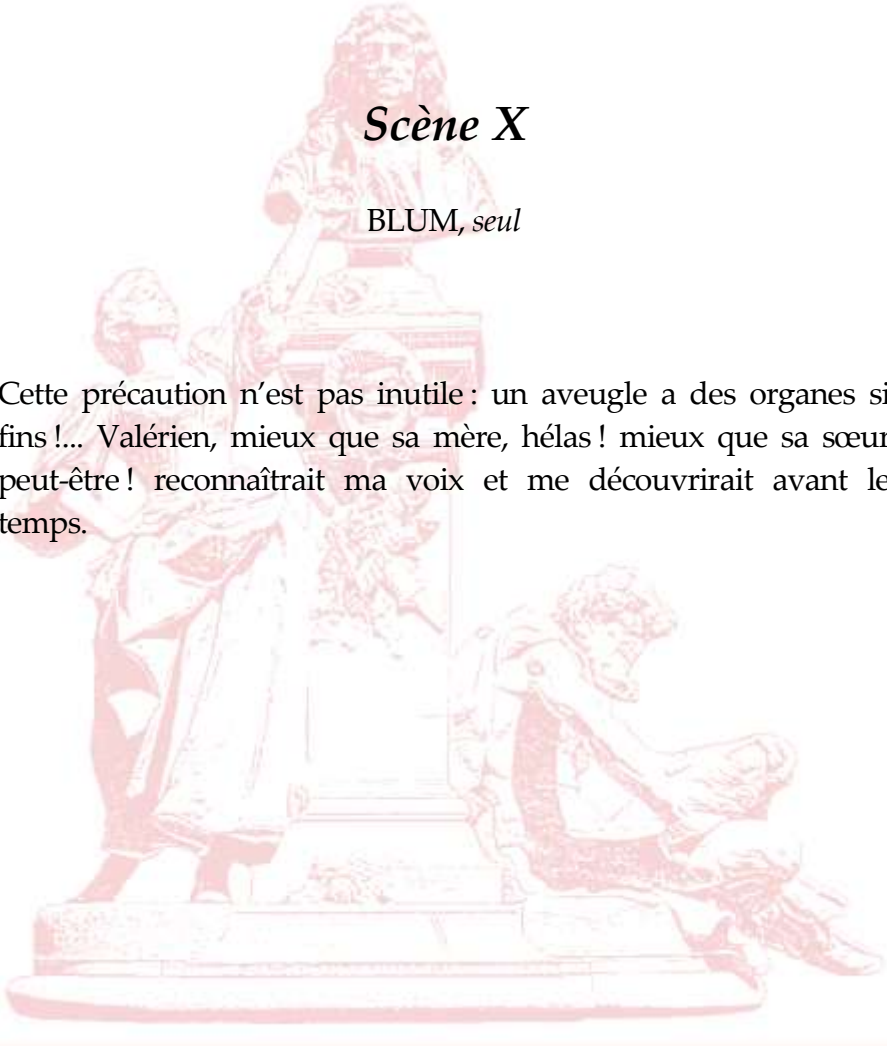 Scène X
BLUM, seul
Cette précaution n’est pas inutile : un aveugle a des organes si
fins !... Valérien, mieux que sa mère, hélas ! mieux que sa sœur
peut-être ! reconnaîtrait ma voix et me découvrirait avant le
temps.